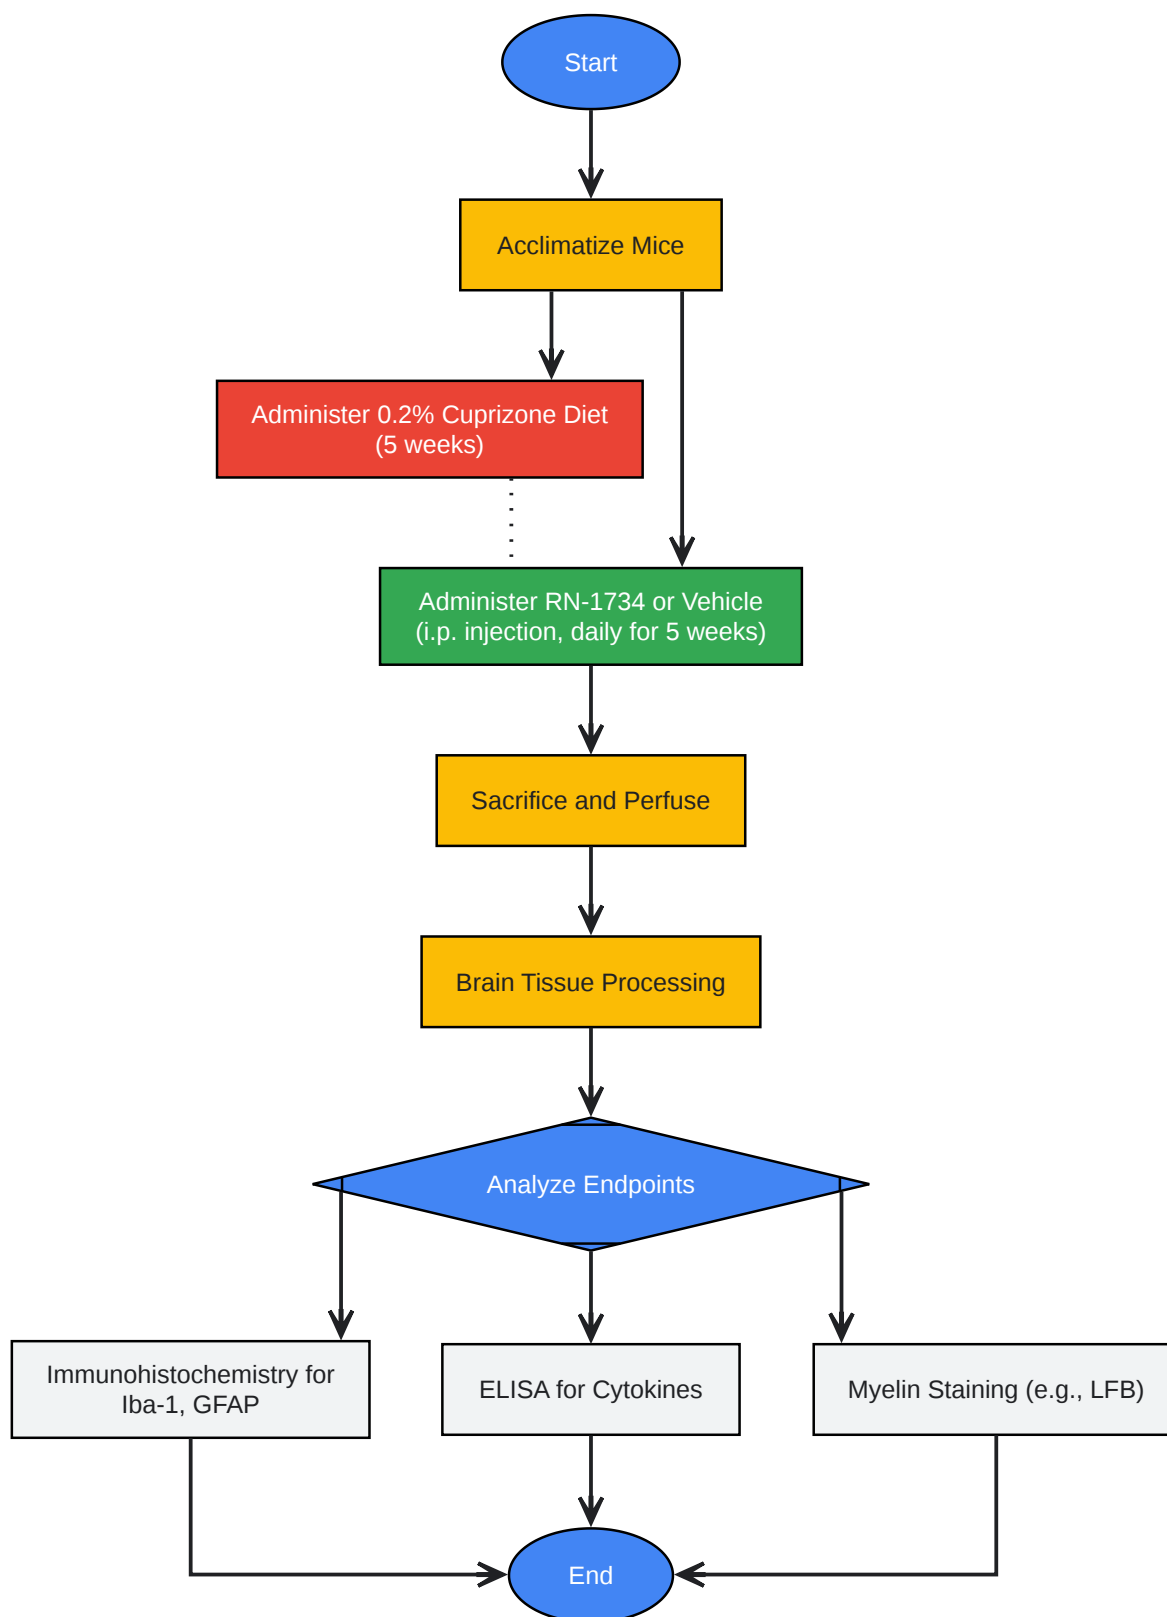 Start
Acclimatize Mice
Administer 0.2% Cuprizone Diet
(5 weeks)
Administer RN-1734 or Vehicle
(i.p. injection, daily for 5 weeks)
Sacrifice and Perfuse
Brain Tissue Processing
Analyze Endpoints
Immunohistochemistry for
Iba-1, GFAP
ELISA for Cytokines
Myelin Staining (e.g., LFB)
End